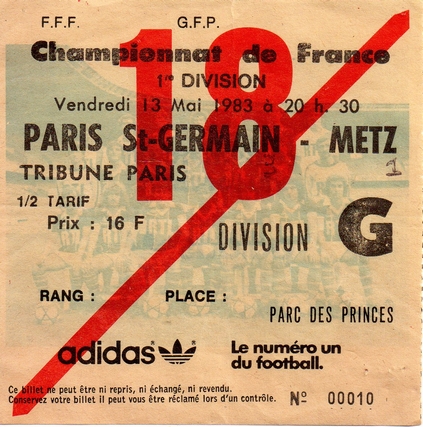 F.F.F. G.F.P.
Championnat de France
1re DIVISION
18
Vendredi 13 Mai 1983 à 20 h. 30
PARIS St-GERMAIN - METZ
1
TRIBUNE PARIS
1/2 TARIF
Prix : 16 F
DIVISION G
RANG : PLACE :
PARC DES PRINCES
adidas Le numéro un
du football.
Ce billet ne peut être ni repris, ni échangé, ni revendu.
Conservez votre billet il peut vous être réclamé lors d'un contrôle.
No 00010